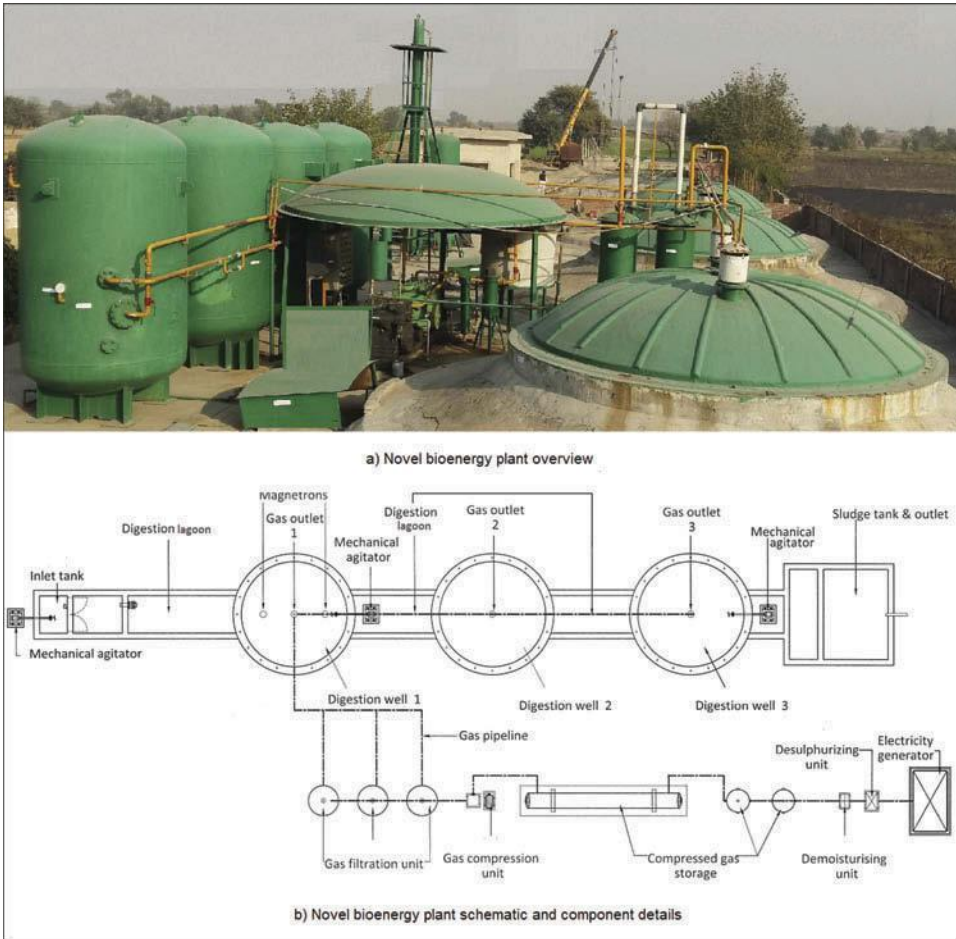 a) Novel bioenergy plant overview
Magnetrons
Gas outlet
1
Digestion lagoon
Digestion
lagoon
Gas outlet
2
Gas outlet
3
Sludge tank & outlet
Mechanical
agitator
Mechanical
agitator
Inlet tank
Mechanical agitator
Digestion well 1
Digestion well 2
Digestion well 3
Gas pipeline
Desulphurizing
unit
Electricity
generator
Gas filtration unit
Gas compression
unit
Compressed gas
storage
Demoisturising
unit
b) Novel bioenergy plant schematic and component details